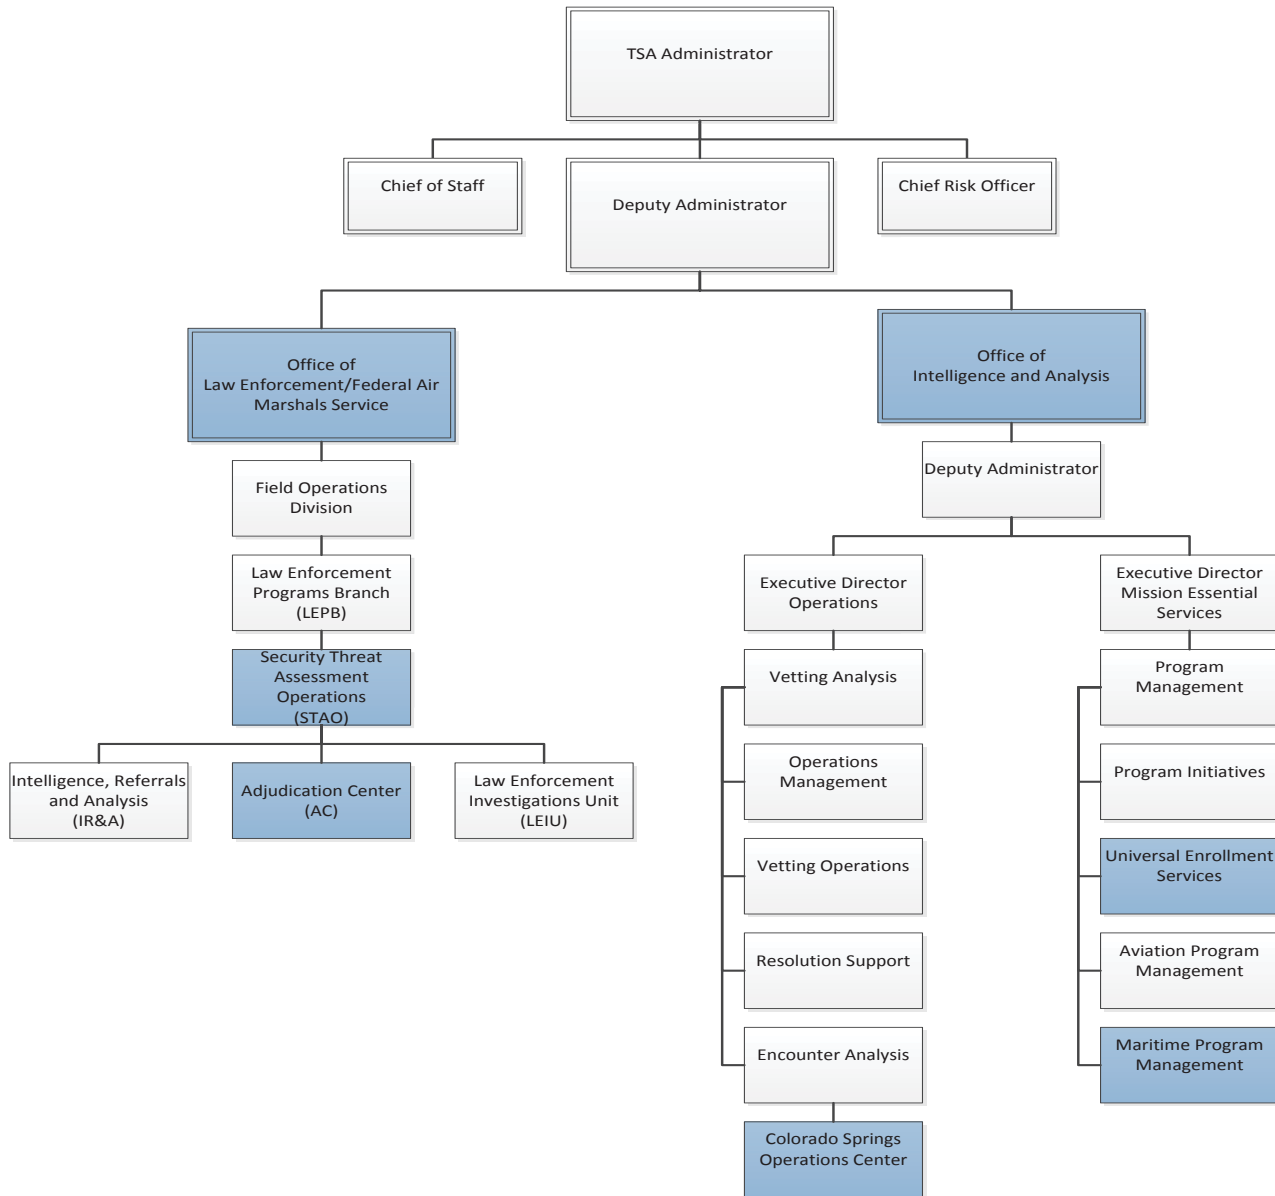 TSA Administrator
Chief of Staff
Deputy Administrator
Chief Risk Officer
Office of
Law Enforcement/Federal Air
Marshals Service
Office of
Intelligence and Analysis
Field Operations
Division
Deputy Administrator
Law Enforcement
Programs Branch
(LEPB)
Executive Director
Operations
Executive Director
Mission Essential
Services
Security Threat
Assessment
Operations
(STAO)
Vetting Analysis
Program
Management
Intelligence, Referrals
and Analysis
(IR&A)
Adjudication Center
(AC)
Law Enforcement
Investigations Unit
(LEIU)
Operations
Management
Program Initiatives
Vetting Operations
Universal Enrollment
Services
Resolution Support
Aviation Program
Management
Encounter Analysis
Maritime Program
Management
Colorado Springs
Operations Center